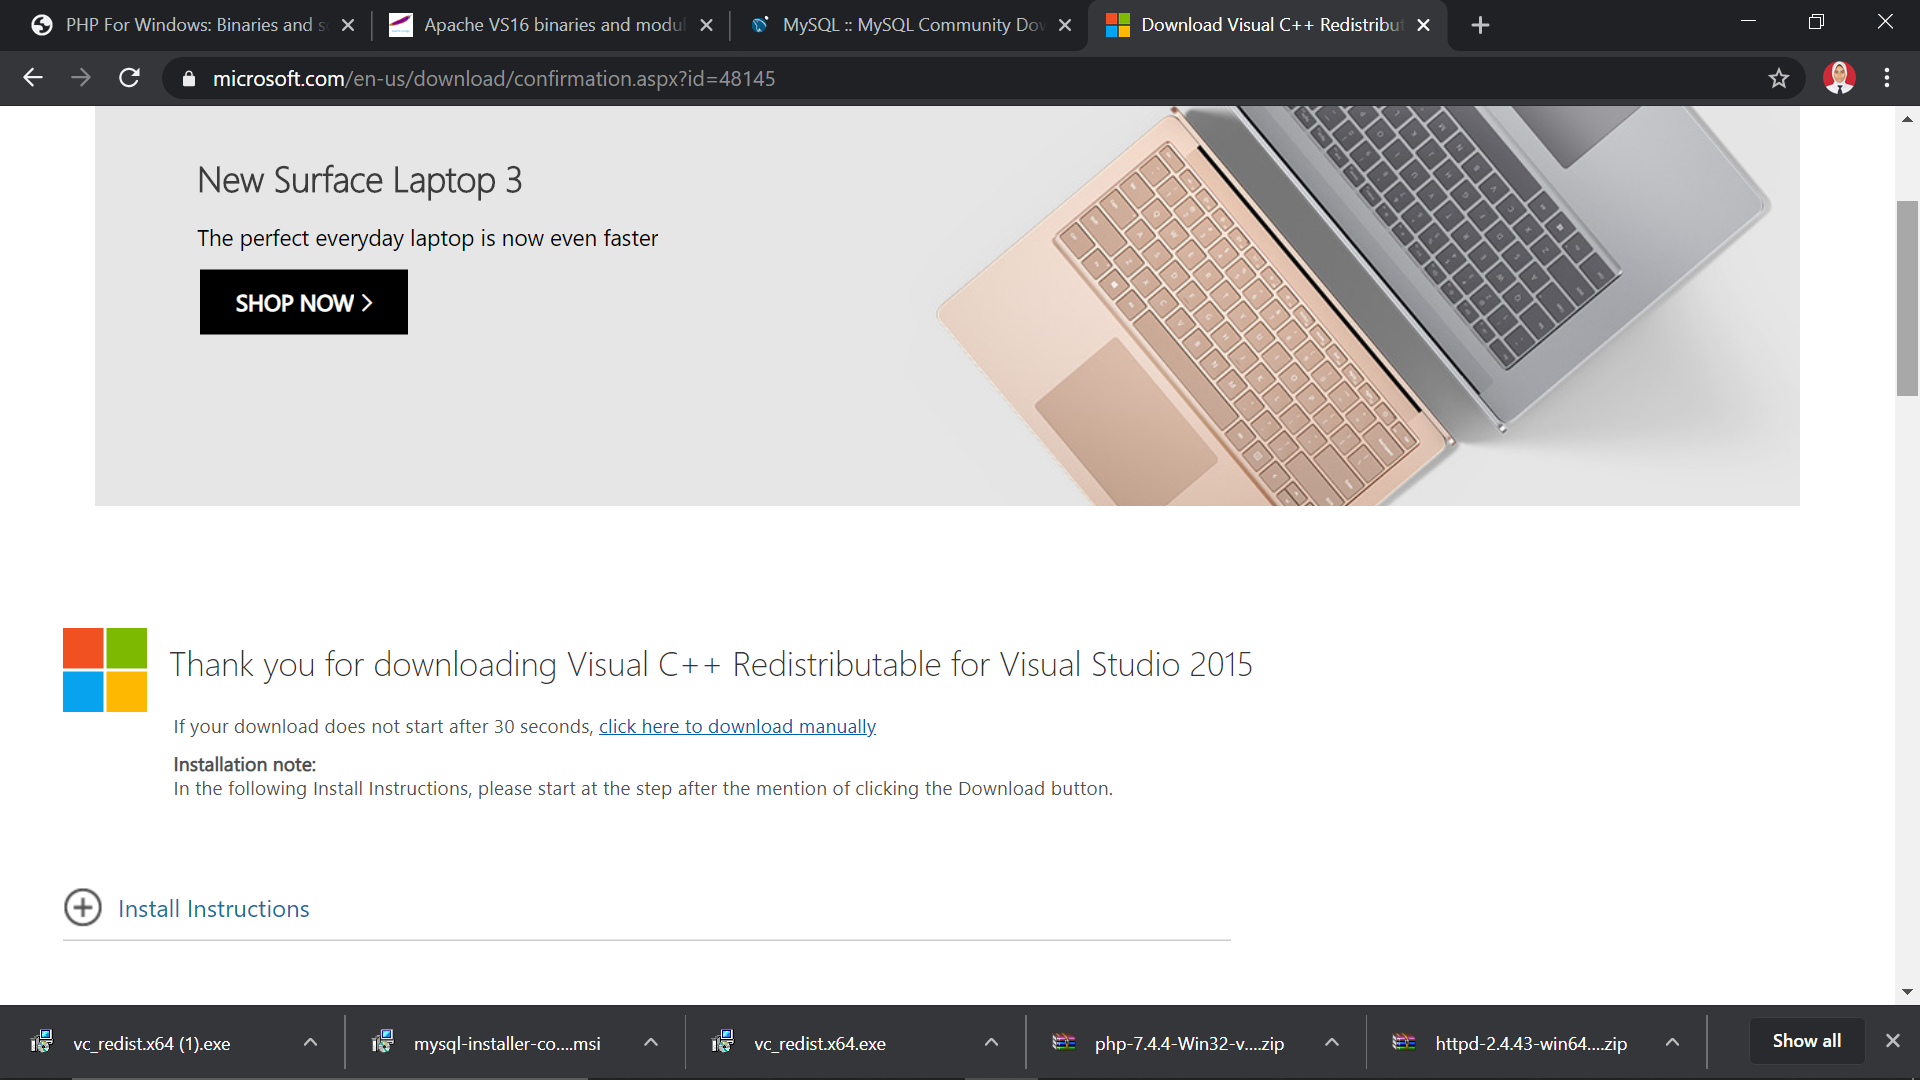 PHP For Windows: Binaries and s
Apache VS16 binaries and modul
MySQL :: MySQL Community Dov
Download Visual C++ Redistribut
microsoft.com/en-us/download/confirmation.aspx?id=48145
New Surface Laptop 3
The perfect everyday laptop is now even faster
SHOP NOW >
Thank you for downloading Visual C++ Redistributable for Visual Studio 2015
If your download does not start after 30 seconds, click here to download manually
Installation note:
In the following Install Instructions, please start at the step after the mention of clicking the Download button.
Install Instructions
vc_redist.x64 (1).exe
mysql-installer-co....msi
vc_redist.x64.exe
php-7.4.4-Win32-v....zip
httpd-2.4.43-win64....zip
Show all